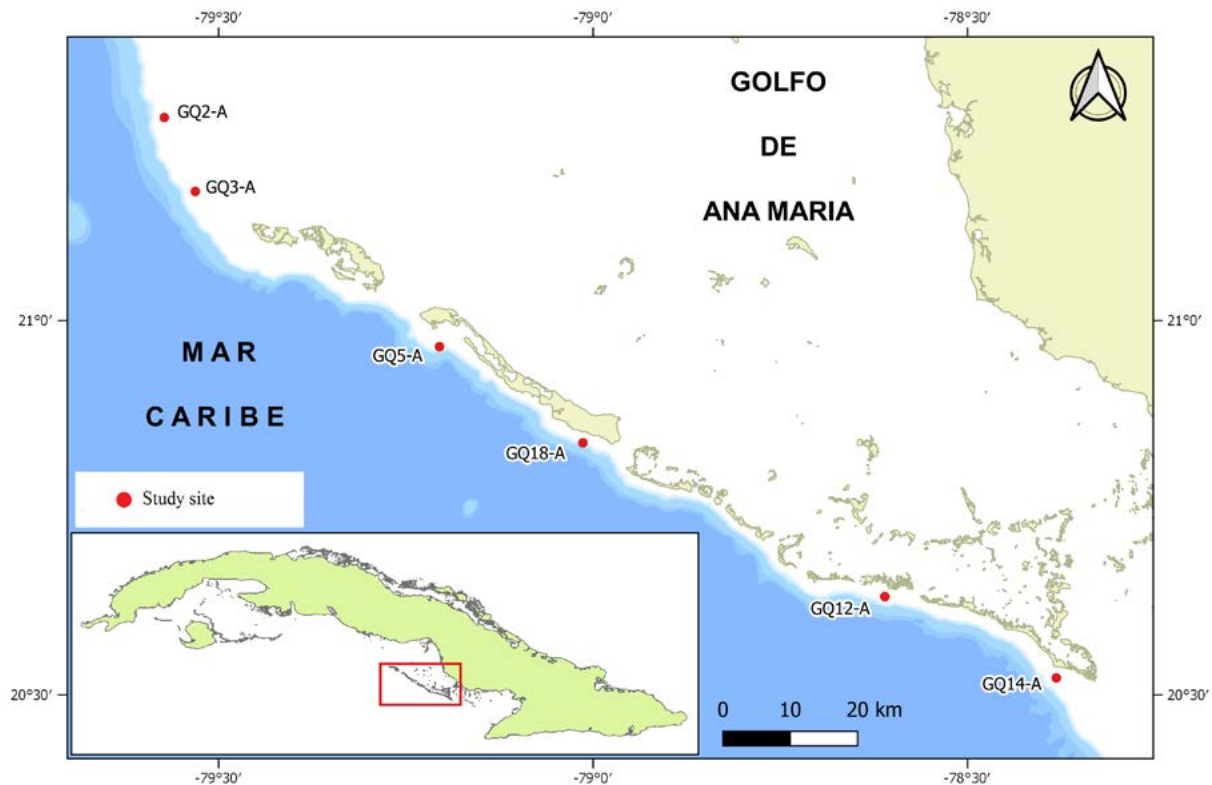 -79°30′ -79°0′ -78°30′
GOLFO
DE
ANA MARIA
GQ2-A
GQ3-A
21°0′ 21°0′
GQ5-A
MAR
CARIBE
GQ18-A
Study site
GQ12-A
GQ14-A
20°30′ 20°30′
0 10 20 km
-79°30′ -79°0′ -78°30′